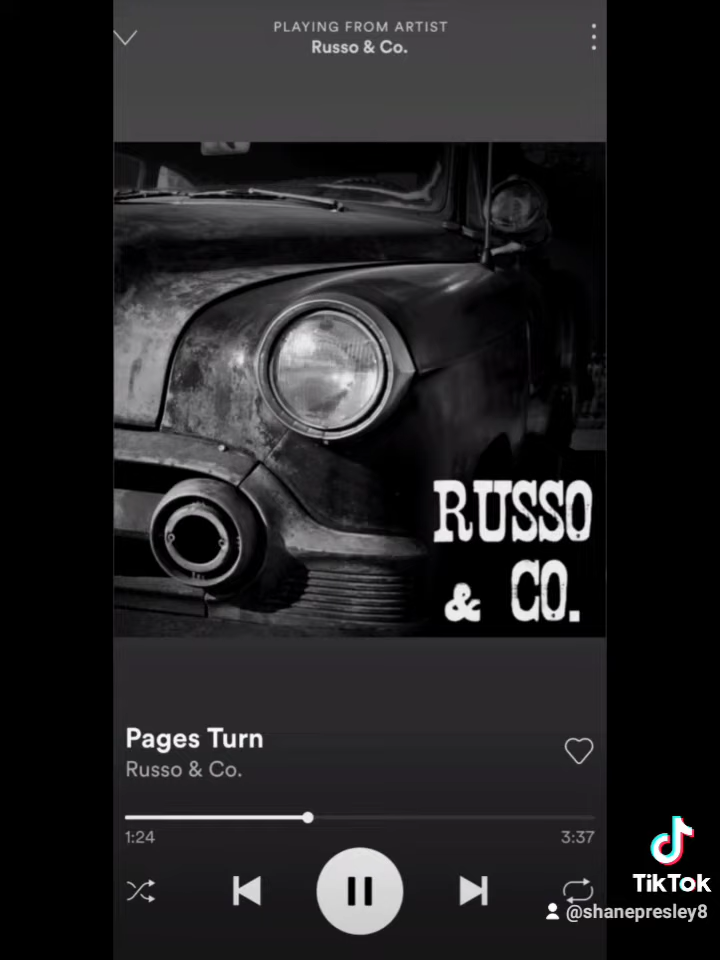 PLAYING FROM ARTIST
Russo & Co.
RUSSO
& CO.
Pages Turn
Russo & Co.
1:24
3:37
TikTok
@shanepresley8